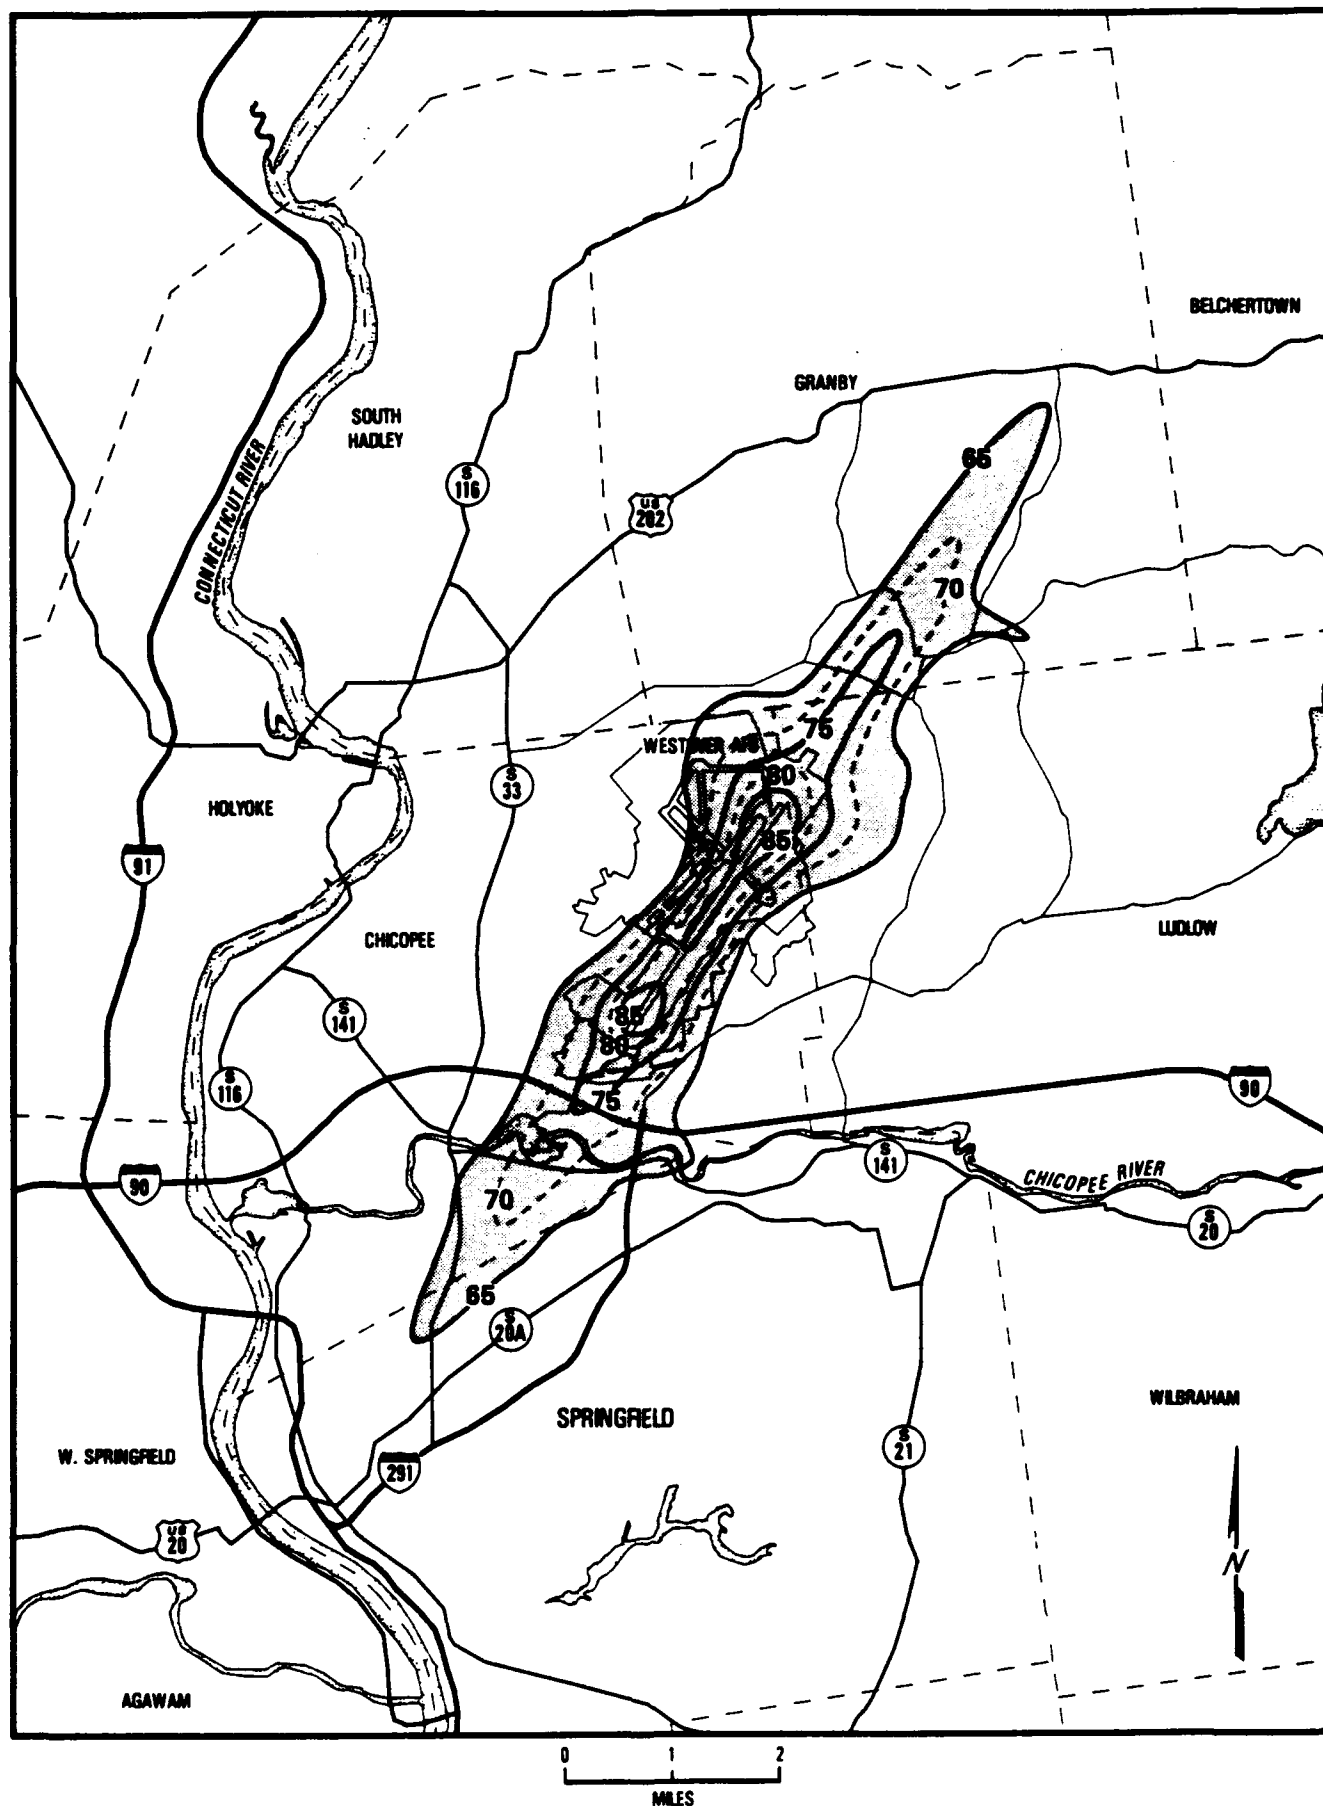 BELCHERTOWN
GRANBY
SOUTH
HADLEY
65
CONNECTICUT RIVER
S
116
US
202
70
75
WESTOVER AFB
80
HOLYOKE
S
33
85
91
CHICOPEE
LUDLOW
S
141
85
80
S
116
75
90
S
141
CHICOPEE RIVER
90
70
S
20
65
S
20A
WILBRAHAM
SPRINGFIELD
S
21
W. SPRINGFIELD
291
US
20
N
AGAWAM
0 1 2
MILES